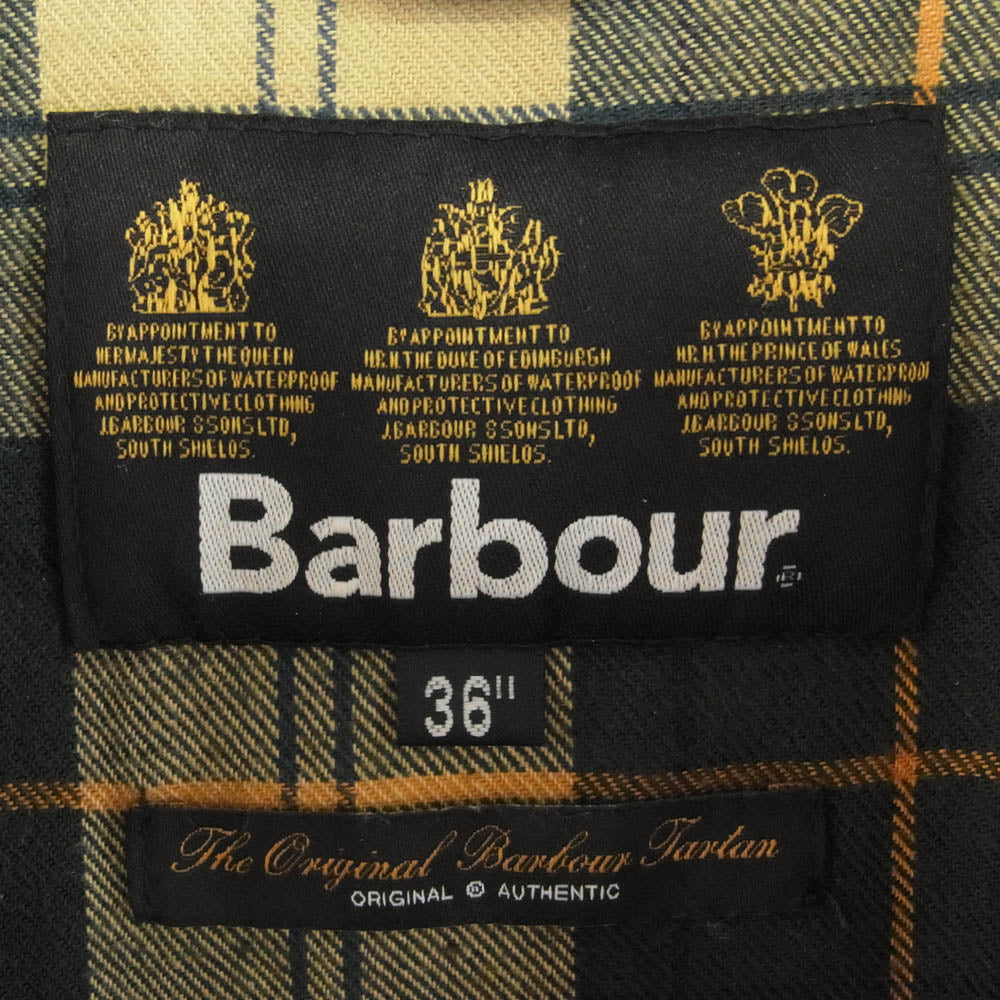 BY APPOINTMENT TO
HER MAJESTY THE QUEEN
MANUFACTURERS OF WATERPROOF
AND PROTECTIVE CLOTHING
J.BARBOUR & SONS LTD,
SOUTH SHIELDS.
BY APPOINTMENT TO
H.R.H. THE DUKE OF EDINBURGH
MANUFACTURERS OF WATERPROOF
AND PROTECTIVE CLOTHING
J.BARBOUR & SONS LTD,
SOUTH SHIELDS.
BY APPOINTMENT TO
H.R.H. THE PRINCE OF WALES
MANUFACTURERS OF WATERPROOF
AND PROTECTIVE CLOTHING
J.BARBOUR & SONS LTD,
SOUTH SHIELDS.
Barbour®
36"
The Original Barbour Tartan
ORIGINAL ® AUTHENTIC